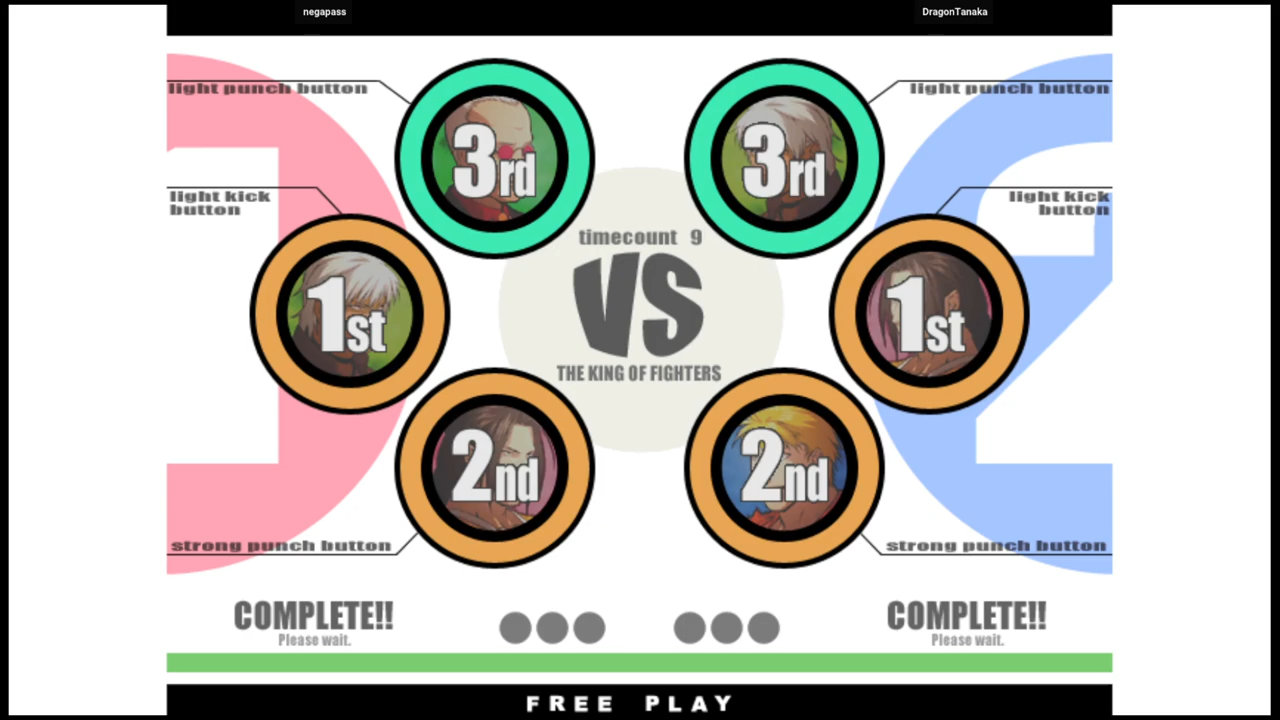 negapass
DragonTanaka
light punch button
light punch button
3rd
3rd
light kick
button
light kick
button
timecount 9
VS
THE KING OF FIGHTERS
1st
1st
2nd
2nd
strong punch button
strong punch button
COMPLETE!!
Please wait.
COMPLETE!!
Please wait.
FREE PLAY
1
2